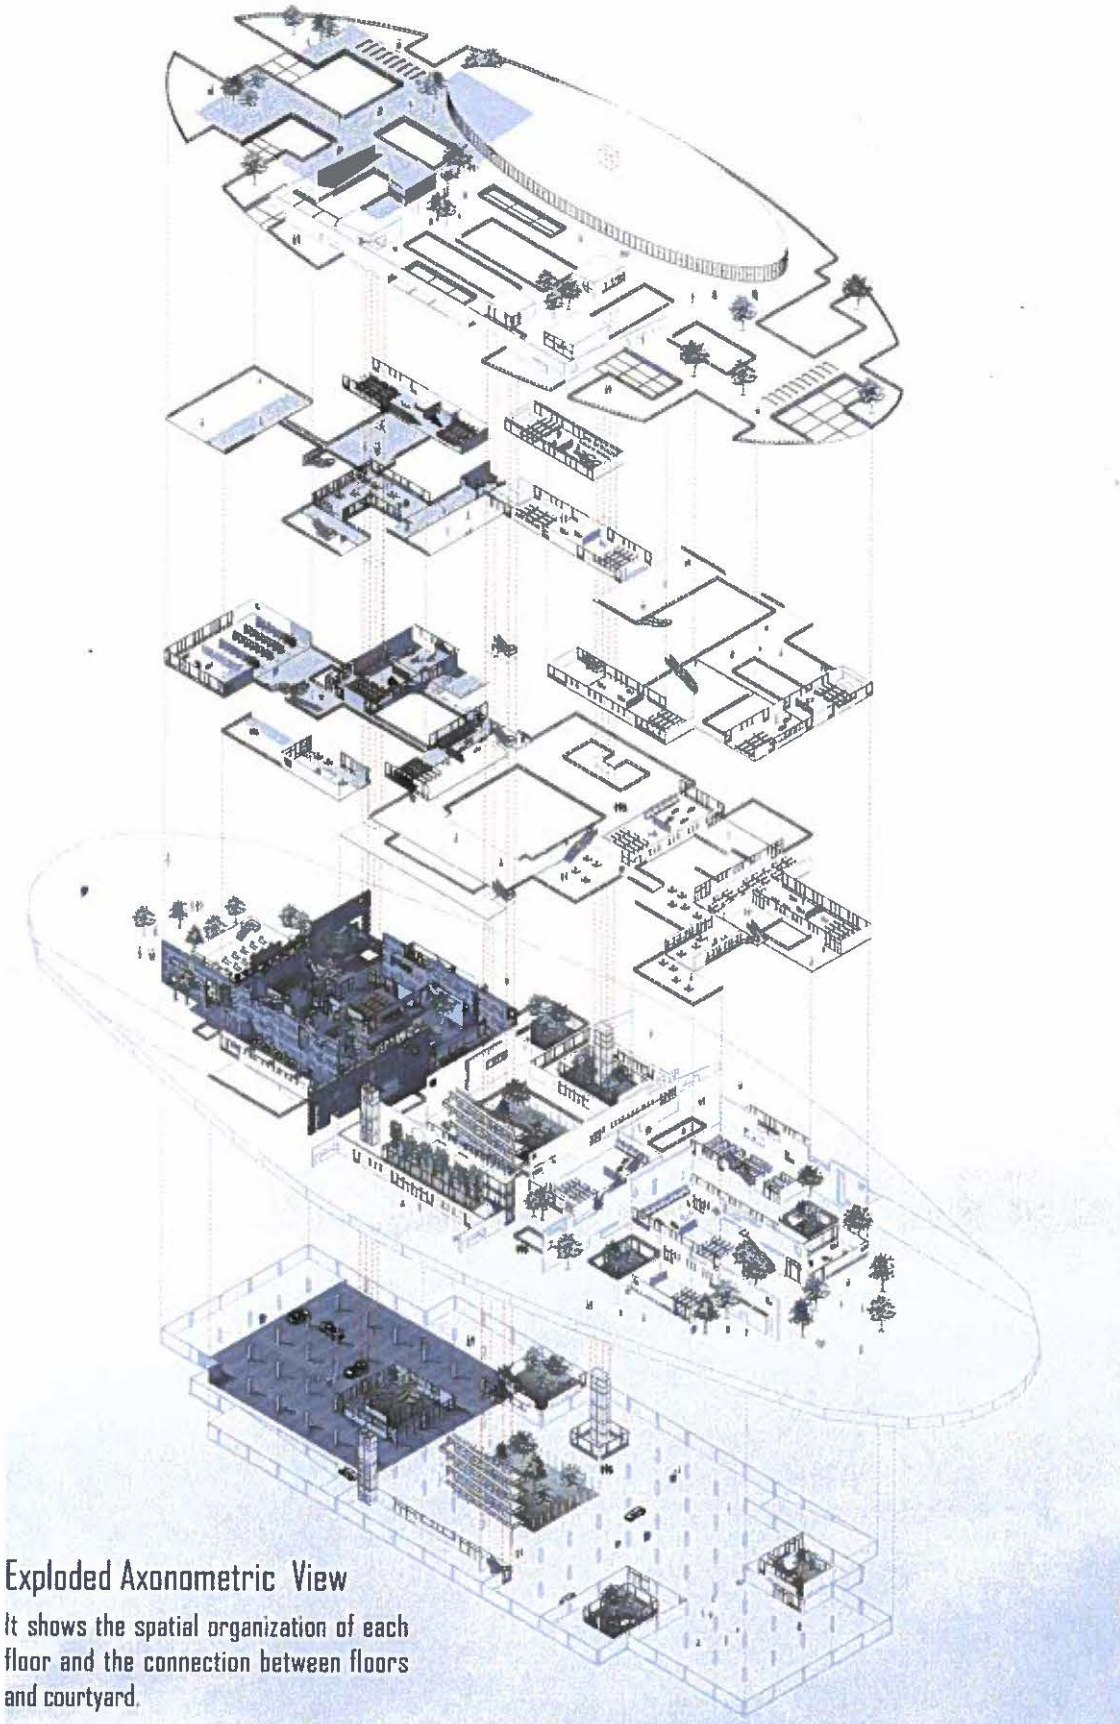 Exploded Axonometric View
It shows the spatial organization of each
floor and the connection between floors
and courtyard.